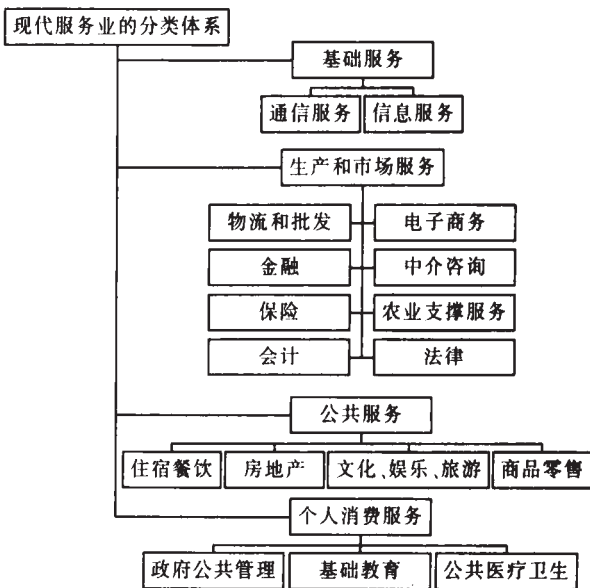 现代服务业的分类体系
基础服务
通信服务 信息服务
生产和市场服务
物流和批发 电子商务
金融 中介咨询
保险 农业支撑服务
会计 法律
公共服务
住宿餐饮 房地产 文化、娱乐、旅游 商品零售
个人消费服务
政府公共管理 基础教育 公共医疗卫生